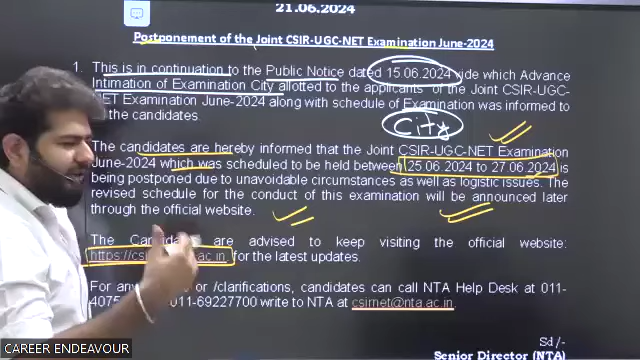 21.06.2024
Postponement of the Joint CSIR-UGC-NET Examination June-2024
1. This is in continuation to the Public Notice dated 15.06.2024 vide which Advance
Intimation of Examination City allotted to the applicants of the Joint CSIR-UGC-
NET Examination June-2024 along with schedule of Examination was informed to
the candidates.
City
The candidates are hereby informed that the Joint CSIR-UGC-NET Examination
June-2024 which was scheduled to be held between 25.06.2024 to 27.06.2024 is
being postponed due to unavoidable circumstances as well as logistic issues. The
revised schedule for the conduct of this examination will be announced later
through the official website.
The are advised to keep visiting the official website:
for the latest updates.
For /clarifications, candidates can call NTA Help Desk at 011-
011-69227700 write to NTA at csirnet@nta.ac.in.
Sd/-
Senior Director (NTA)
CAREER ENDEAVOUR